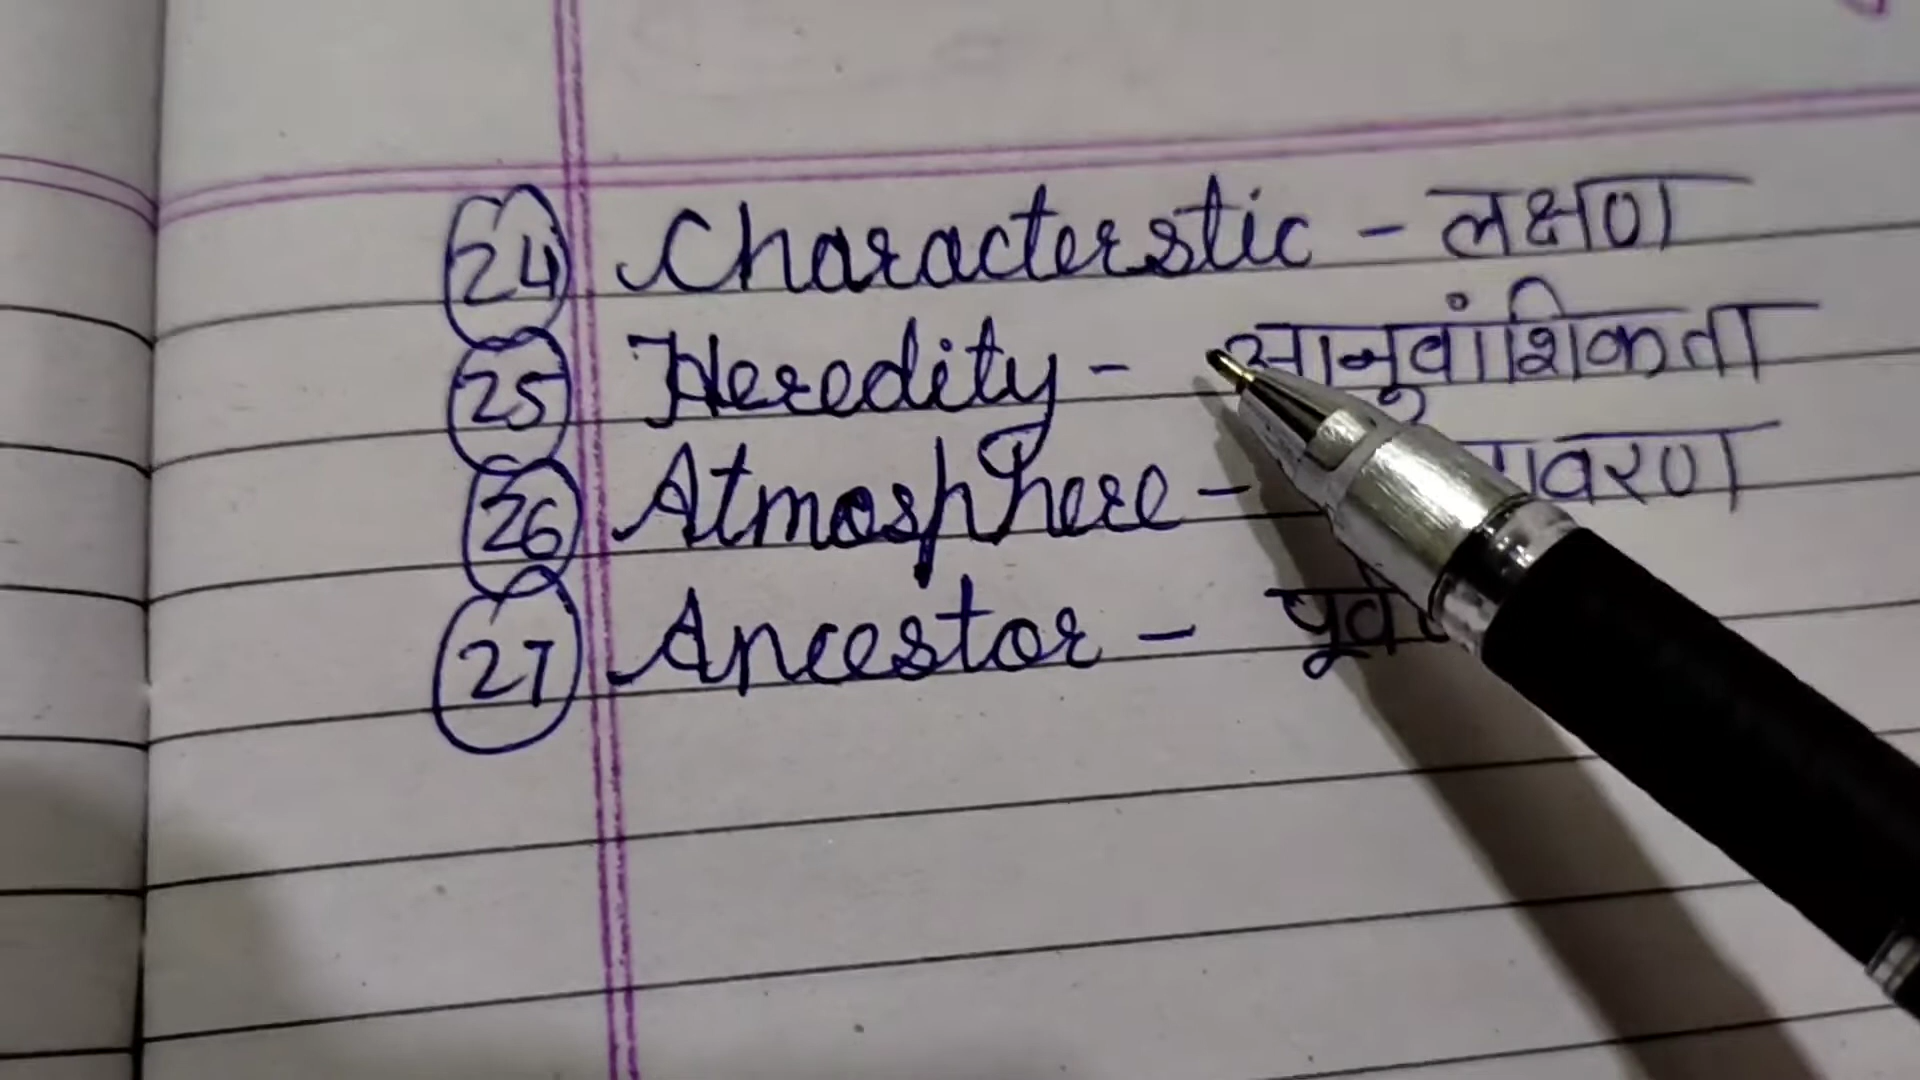 24 Characterstic - लक्षण
25 Heredity - आनुवांशिकता
26 Atmosphere -
27 Ancestor -